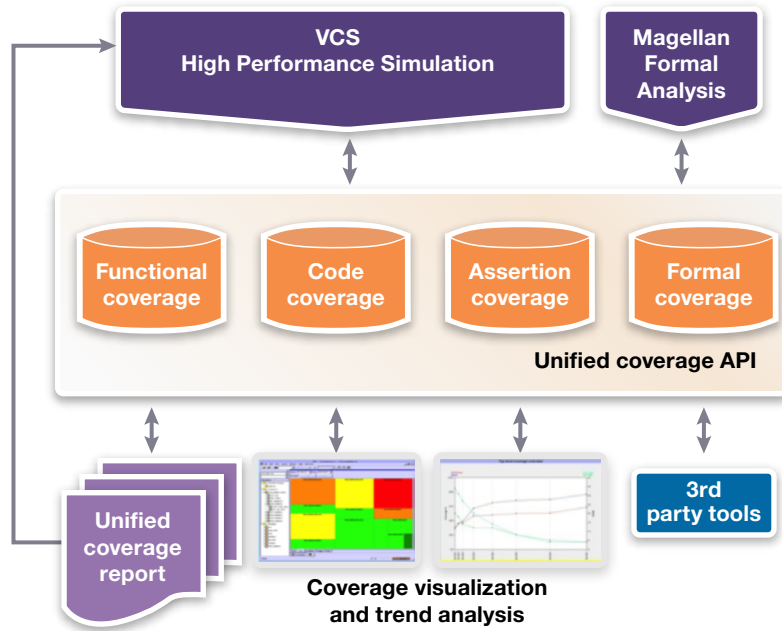 VCS
High Performance Simulation
Magellan
Formal
Analysis
Functional
coverage
Code
coverage
Assertion
coverage
Formal
coverage
Unified coverage API
Unified
coverage
report
Coverage visualization
and trend analysis
3rd
party tools